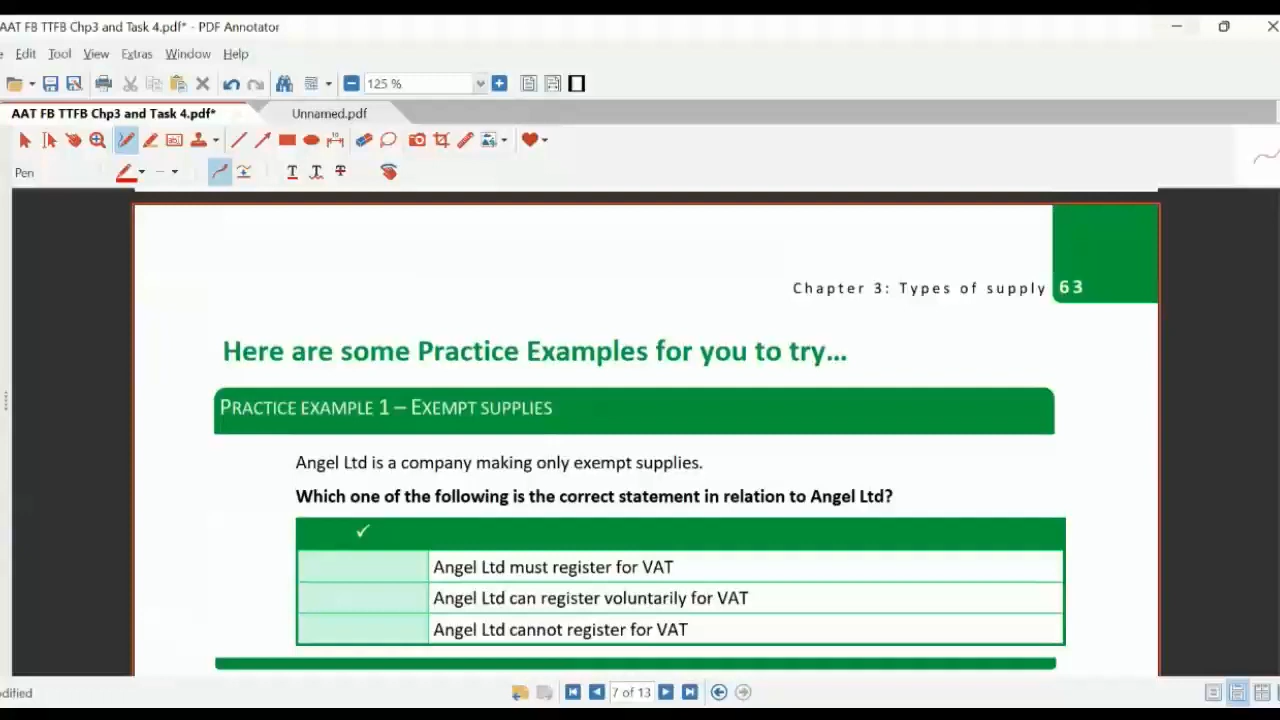 AAT FB TTFB Chp3 and Task 4.pdf* - PDF Annotator
e Edit Tool View Extras Window Help
125 %
AAT FB TTFB Chp3 and Task 4.pdf* Unnamed.pdf
Pen
Chapter 3: Types of supply 63
Here are some Practice Examples for you to try...
PRACTICE EXAMPLE 1 – EXEMPT SUPPLIES
Angel Ltd is a company making only exempt supplies.
Which one of the following is the correct statement in relation to Angel Ltd?
✓
Angel Ltd must register for VAT
Angel Ltd can register voluntarily for VAT
Angel Ltd cannot register for VAT
odified 7 of 13